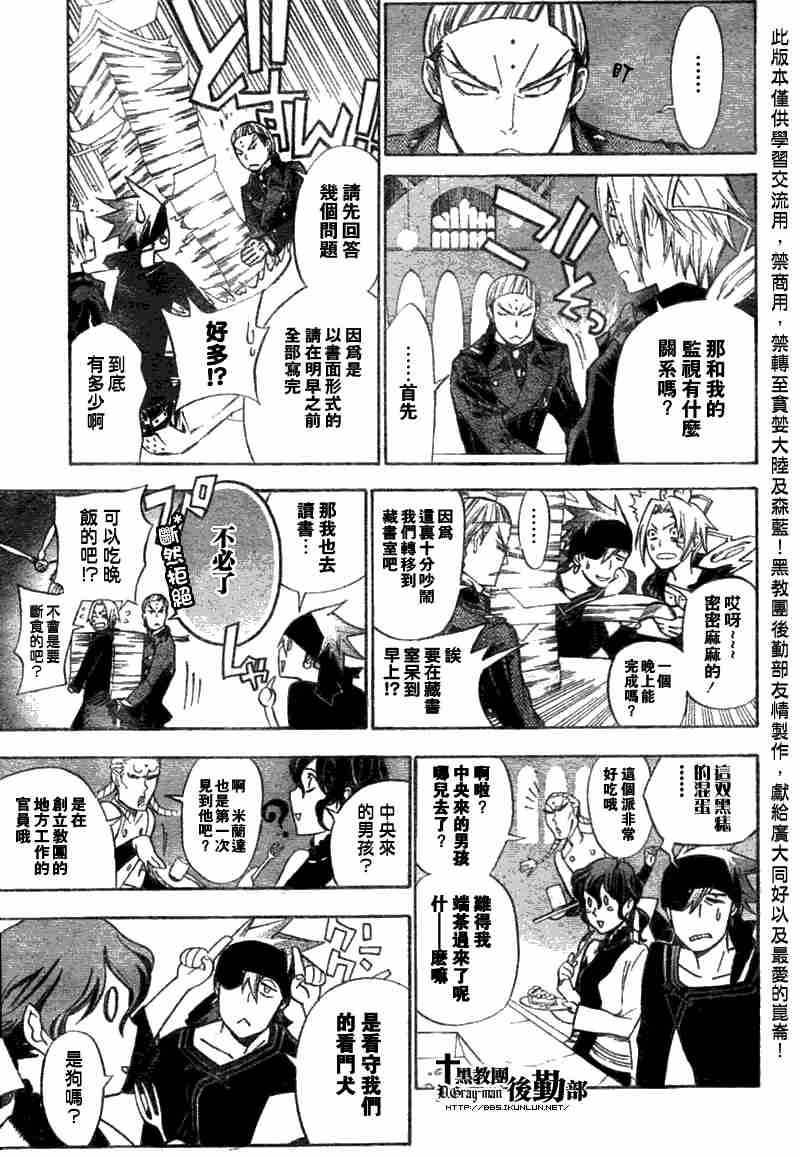 ……
那和我的
監視有什麼
關系嗎?
……首先
請先回答
幾個問題
因爲是
以書面形式的
請在明早之前
全部寫完
好多!?
到底
有多少啊
哎呀~~~
密密麻麻的!
一個
晚上能
完成嗎?
……
因爲
這裏十分吵鬧
我們轉移到
藏書室吧
誒
要在藏書
室呆到
早上!?
那我也去
讀書…
不必了
*斷然拒絕
可以吃晚
飯的吧!?
不會是要
斷食的吧?
這奴黑痣
的混蛋
這個派非常
好吃哦
啊啦?
中央來的男孩
哪兒去了?
難得我
端茶過來了呢
什——麽嘛
中央來
的男孩?
啊 米蘭達
也是第一次
見到他吧?
是在
創立教團的
地方工作的
官員哦
是看守我們
的看門犬
是狗嗎?
黑教團
D.Gray-man
後勤部
HTTP://BBS.IKUNLUN.NET/
此版本僅供學習交流用,禁商用,禁轉至貪婪大陸及森藍!黑教團後勤部友情製作,獻給廣大同好以及最愛的崑崙!